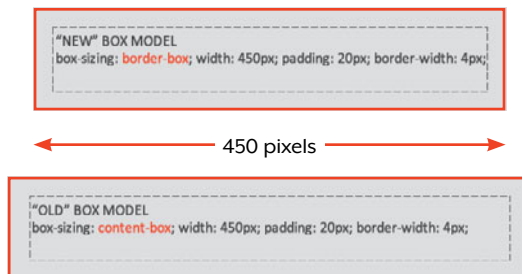 “NEW” BOX MODEL
box-sizing: border-box; width: 450px; padding: 20px; border-width: 4px;
450 pixels
“OLD” BOX MODEL
box-sizing: content-box; width: 450px; padding: 20px; border-width: 4px;